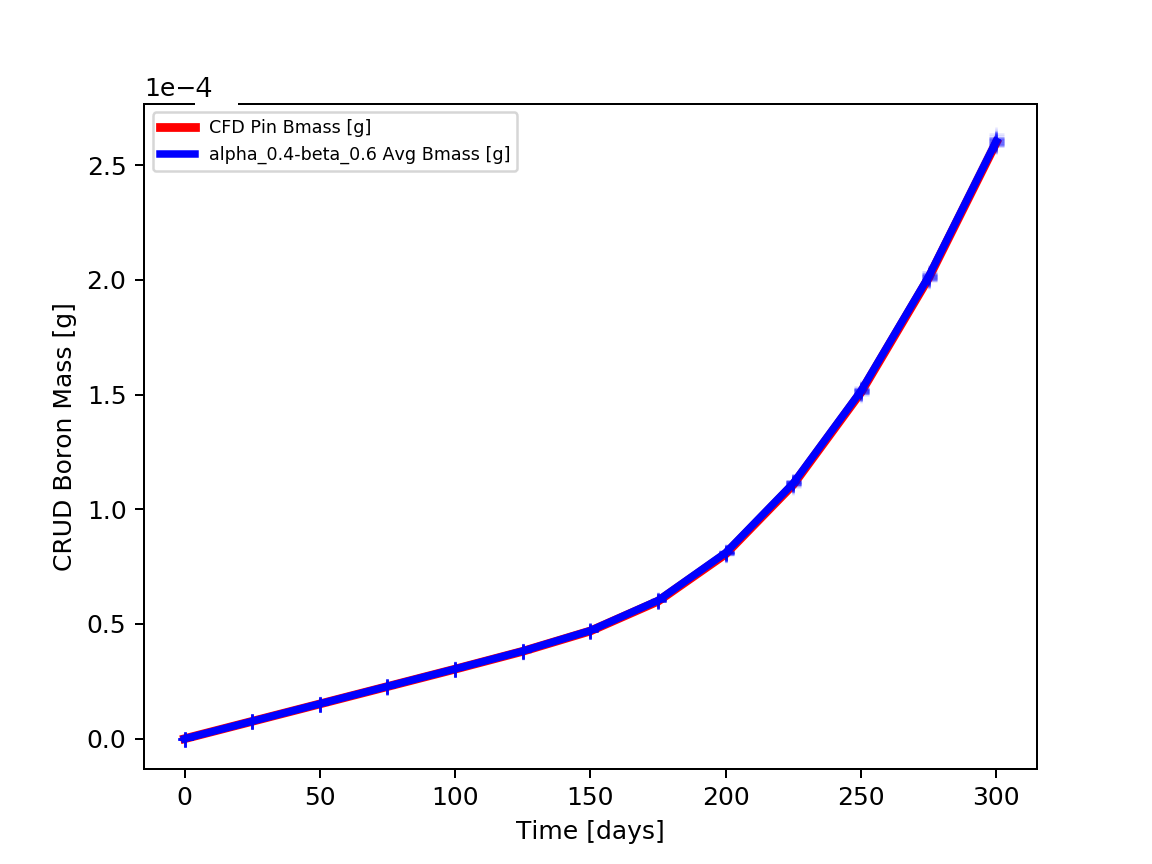 1e−4
CFD Pin Bmass [g]
alpha_0.4-beta_0.6 Avg Bmass [g]
2.5
2.0
1.5
1.0
0.5
0.0
CRUD Boron Mass [g]
0 50 100 150 200 250 300
Time [days]